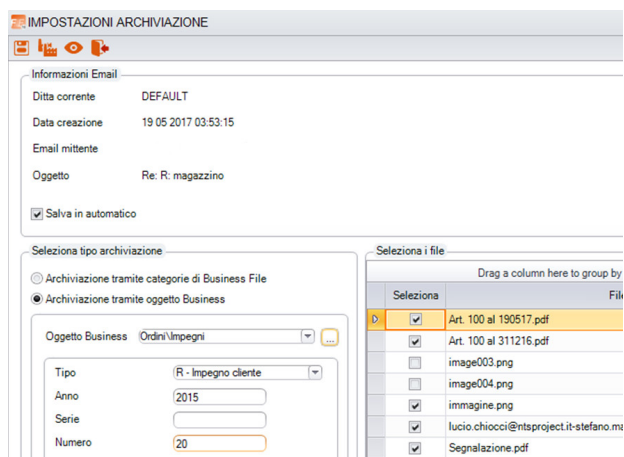 IMPOSTAZIONI ARCHIVIAZIONE
Informazioni Email
Ditta corrente DEFAULT
Data creazione 19 05 2017 03:53:15
Email mittente
Oggetto Re: R: magazzino
Salva in automatico
Seleziona tipo archiviazione
Archiviazione tramite categorie di Business File
Archiviazione tramite oggetto Business
Oggetto Business Ordini\Impegni ...
Tipo R - Impegno cliente
Anno 2015
Serie
Numero 20
Seleziona i file
Drag a column here to group by
Seleziona File
Art. 100 al 190517.pdf
Art. 100 al 311216.pdf
image003.png
image004.png
immagine.png
lucio.chiocci@ntsproject.it-stefano.ma
Segnalazione.pdf